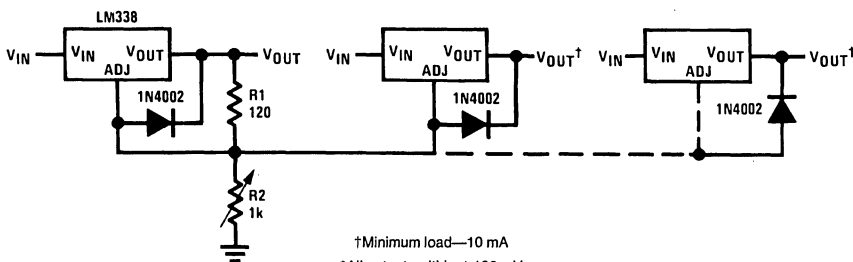 LM338
VIN VIN VOUT VOUT
ADJ
1N4002
R1
120
R2
1k
VIN VIN VOUT VOUT†
ADJ
1N4002
VIN VIN VOUT VOUT†
ADJ
1N4002
†Minimum load—10 mA